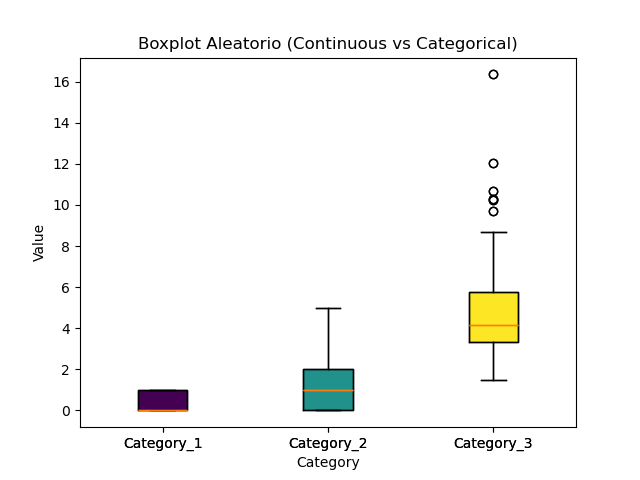 Boxplot Aleatorio (Continuous vs Categorical)
16
14
12
10
8
6
4
2
0
Value
Category_1 Category_2 Category_3
Category